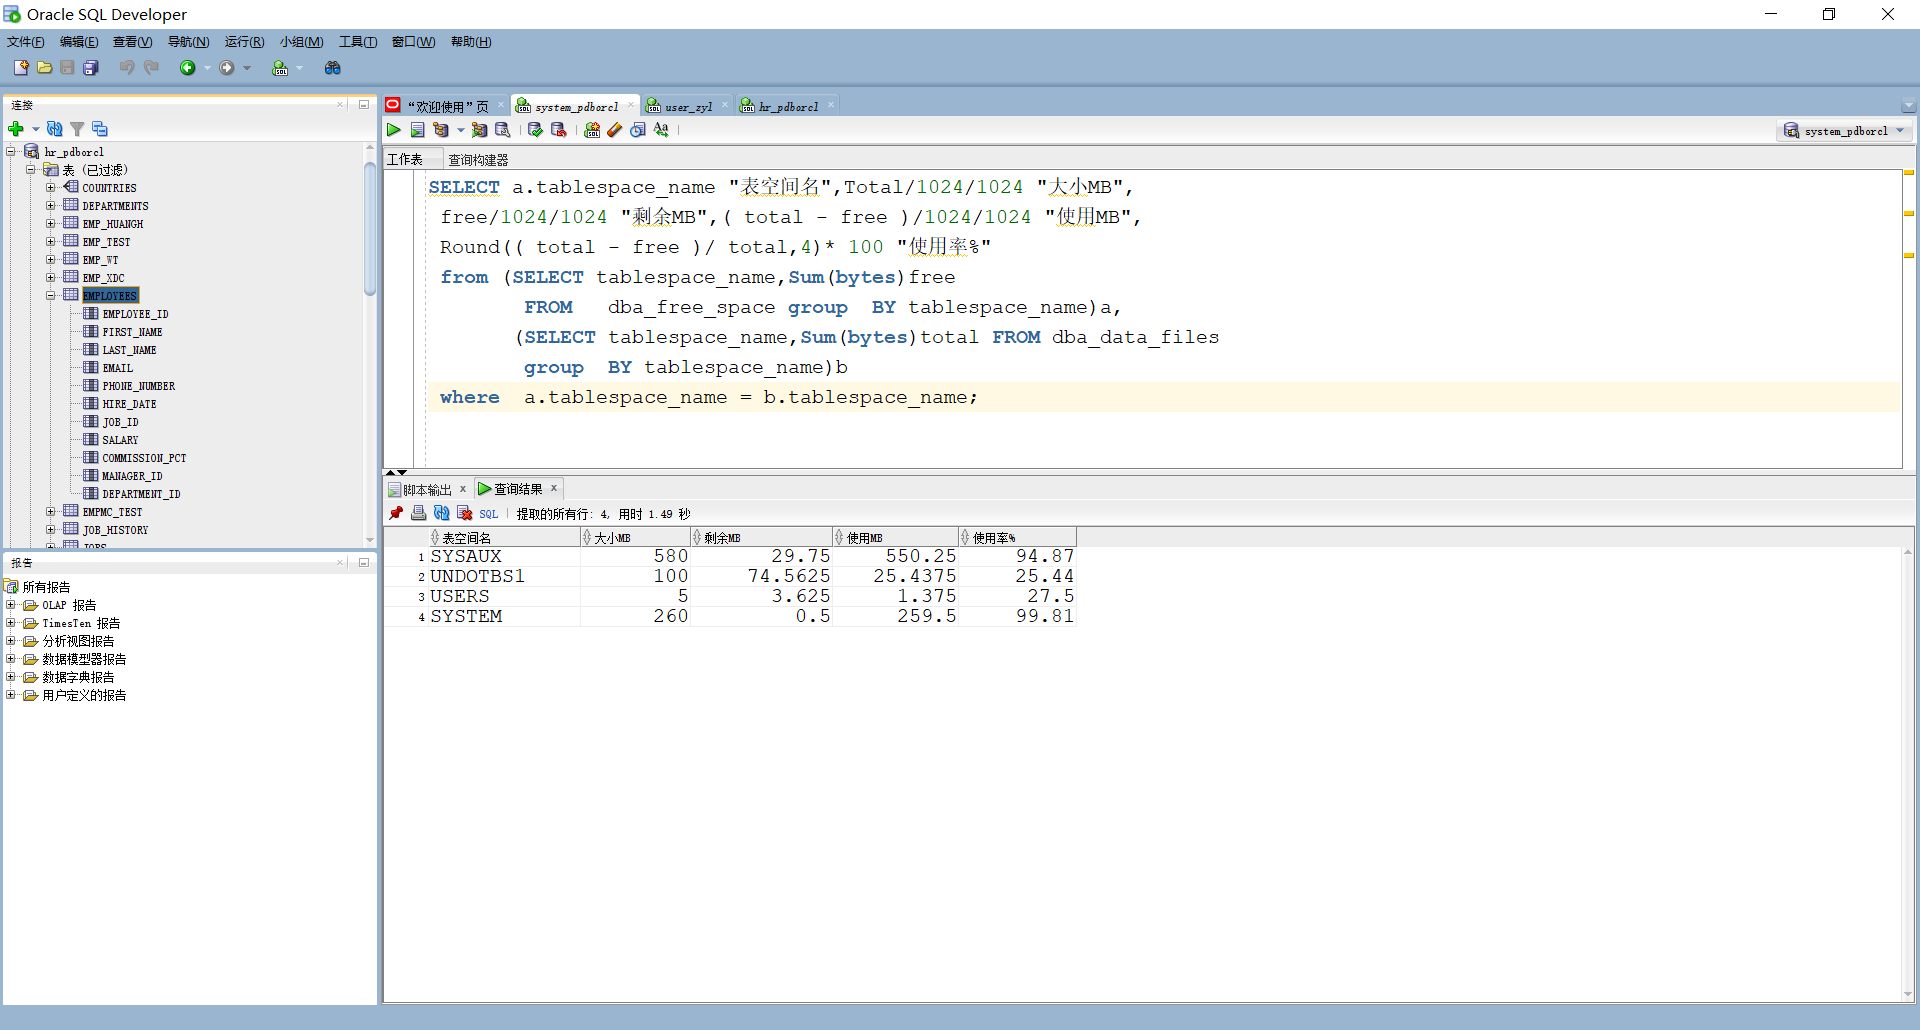 Oracle SQL Developer
文件(F) 编辑(E) 查看(V) 导航(N) 运行(R) 小组(M) 工具(T) 窗口(W) 帮助(H)
连接
hr_pdborcl
表 (已过滤)
COUNTRIES
DEPARTMENTS
EMP_HUANGH
EMP_TEST
EMP_WT
EMP_XDC
EMPLOYEES
EMPLOYEE_ID
FIRST_NAME
LAST_NAME
EMAIL
PHONE_NUMBER
HIRE_DATE
JOB_ID
SALARY
COMMISSION_PCT
MANAGER_ID
DEPARTMENT_ID
EMPMC_TEST
JOB_HISTORY
JOBS
报告
所有报告
OLAP 报告
TimesTen 报告
分析视图报告
数据模型器报告
数据字典报告
用户定义的报告
“欢迎使用”页 system_pdborcl user_zyl hr_pdborcl
system_pdborcl
工作表 查询构建器
SELECT a.tablespace_name "表空间名",Total/1024/1024 "大小MB",
free/1024/1024 "剩余MB",( total - free )/1024/1024 "使用MB",
Round(( total - free )/ total,4)* 100 "使用率%"
from (SELECT tablespace_name,Sum(bytes)free
FROM   dba_free_space group  BY tablespace_name)a,
(SELECT tablespace_name,Sum(bytes)total FROM dba_data_files
group  BY tablespace_name)b
where  a.tablespace_name = b.tablespace_name;
脚本输出 x 查询结果 x
SQL | 提取的所有行: 4, 用时 1.49 秒
表空间名 大小MB 剩余MB 使用MB 使用率%
1 SYSAUX 580 29.75 550.25 94.87
2 UNDOTBS1 100 74.5625 25.4375 25.44
3 USERS 5 3.625 1.375 27.5
4 SYSTEM 260 0.5 259.5 99.81